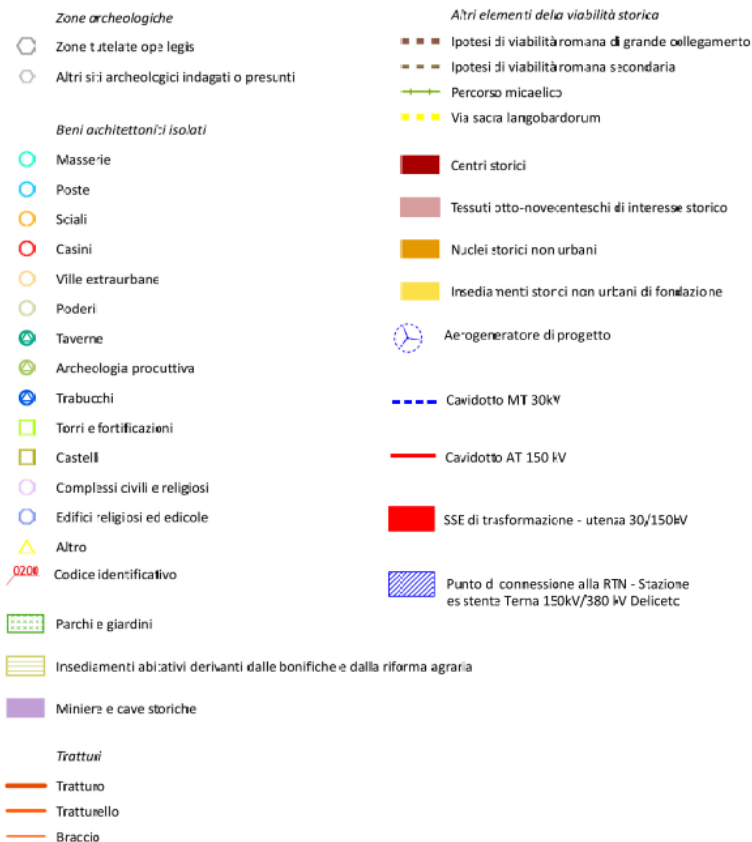 Zone archeologiche
Zone tutelate ope legis
Altri siti archeologici indagati o presunti
Beni architettonici isolati
Masserie
Poste
Sciali
Casini
Ville extraurbane
Poderi
Taverne
Archeologia procuttiva
Trabucchi
Torri e fortificazioni
Castelli
Complessi civili e religiosi
Edifici religiosi ed edicole
Altro
0200 Codice identificativo
Parchi e giardini
Insediamenti abitativi derivanti dalle bonifiche e dalla riforma agraria
Miniere e cave storiche
Tratturi
Tratturo
Tratturello
Braccio
Altri elementi della viabilità storica
Ipotesi di viabilità romana di grande collegamento
Ipotesi di viabilità romana secondaria
Percorso micaelico
Via sacra langobardorum
Centri storici
Tessuti otto-novecenteschi di interesse storico
Nuclei storici non urbani
Insediamenti storici non urbani di fondazione
Aerogeneratore di progetto
Cavidotto MT 30kV
Cavidotto AT 150 kV
SSE di trasformazione - utenza 30/150kV
Punto di connessione alla RTN - Stazione
esistente Terna 150kV/380 kV Deliceto